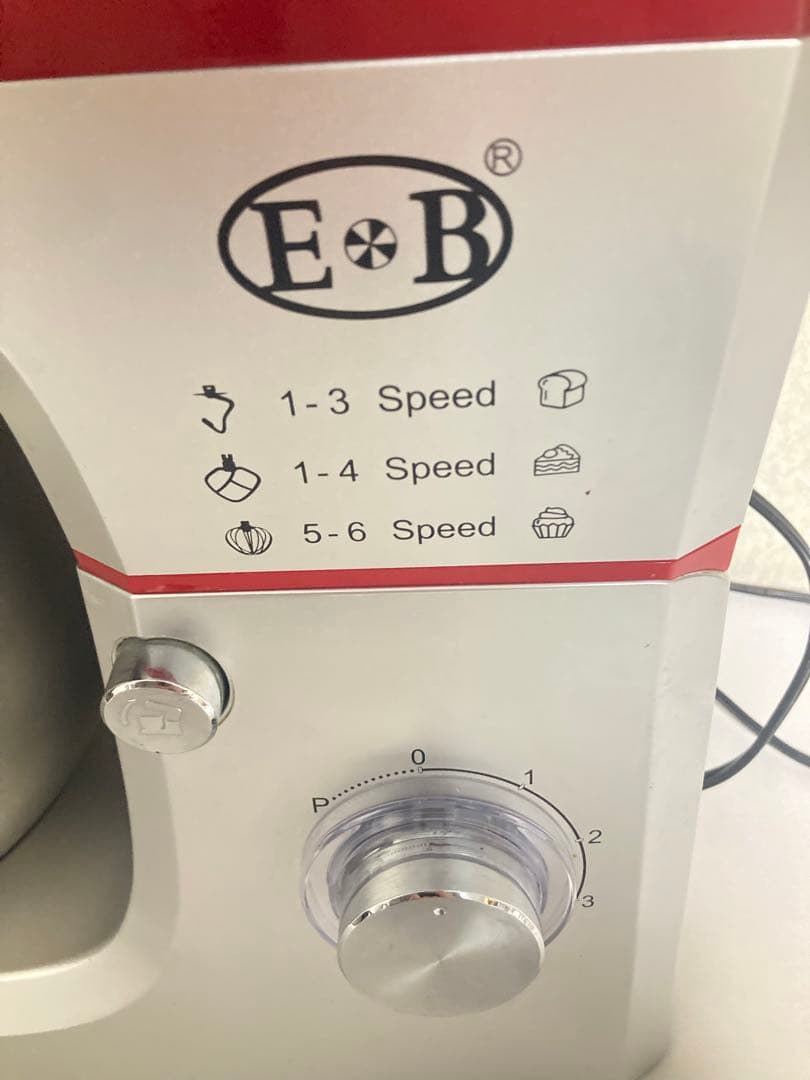 E B ®
1-3 Speed
1-4 Speed
5-6 Speed
P 0 1 2 3